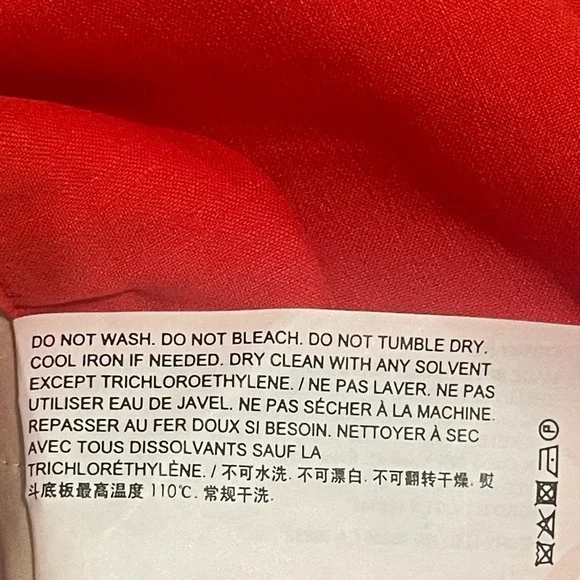 DO NOT WASH. DO NOT BLEACH. DO NOT TUMBLE DRY.
COOL IRON IF NEEDED. DRY CLEAN WITH ANY SOLVENT
EXCEPT TRICHLOROETHYLENE. / NE PAS LAVER. NE PAS
UTILISER EAU DE JAVEL. NE PAS SÉCHER À LA MACHINE.
REPASSER AU FER DOUX SI BESOIN. NETTOYER À SEC
AVEC TOUS DISSOLVANTS SAUF LA
TRICHLORÉTHYLÈNE. / 不可水洗. 不可漂白. 不可翻转干燥. 熨
斗底板最高温度 110℃. 常规干洗.
P